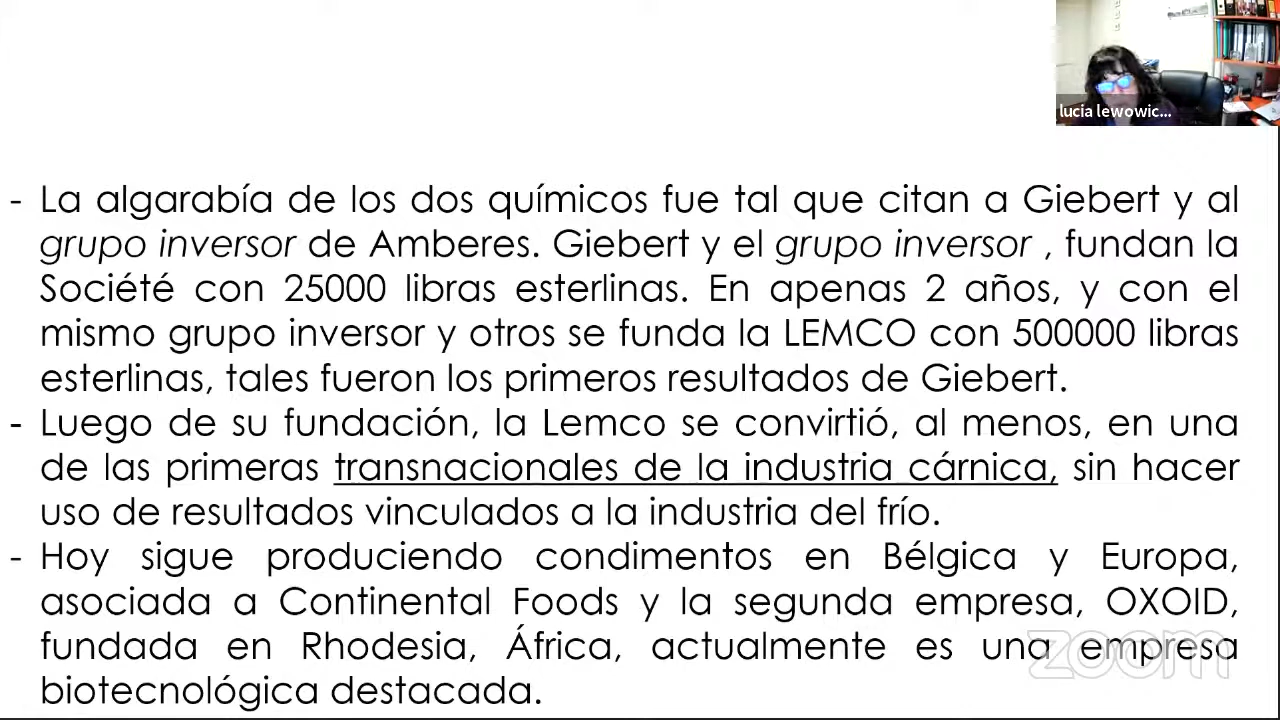 lucia lewowic...
- La algarabía de los dos químicos fue tal que citan a Giebert y al
grupo inversor de Amberes. Giebert y el grupo inversor , fundan la
Société con 25000 libras esterlinas. En apenas 2 años, y con el
mismo grupo inversor y otros se funda la LEMCO con 500000 libras
esterlinas, tales fueron los primeros resultados de Giebert.
- Luego de su fundación, la Lemco se convirtió, al menos, en una
de las primeras transnacionales de la industria cárnica, sin hacer
uso de resultados vinculados a la industria del frío.
- Hoy sigue produciendo condimentos en Bélgica y Europa,
asociada a Continental Foods y la segunda empresa, OXOID,
fundada en Rhodesia, África, actualmente es una empresa
biotecnológica destacada.
zoom